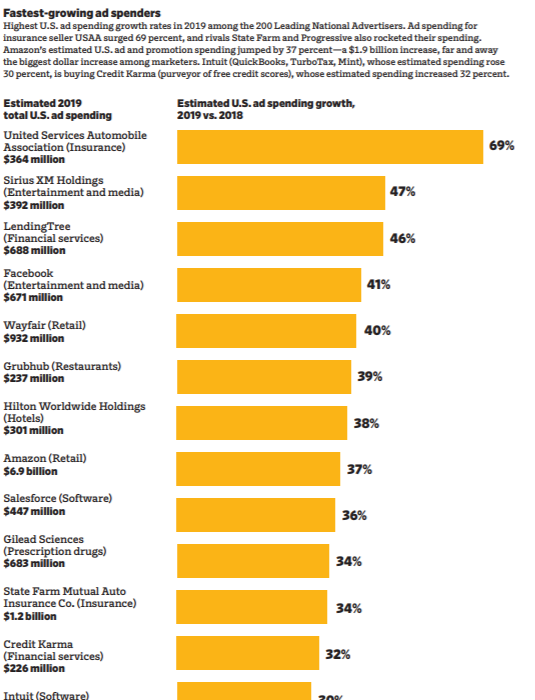 Fastest-growing ad spenders
Highest U.S. ad spending growth rates in 2019 among the 200 Leading National Advertisers. Ad spending for
insurance seller USAA surged 69 percent, and rivals State Farm and Progressive also rocketed their spending.
Amazon's estimated U.S. ad and promotion spending jumped by 37 percent—a $1.9 billion increase, far and away
the biggest dollar increase among marketers. Intuit (QuickBooks, TurboTax, Mint), whose estimated spending rose
30 percent, is buying Credit Karma (purveyor of free credit scores), whose estimated spending increased 32 percent.
Estimated 2019
total U.S. ad spending
Estimated U.S. ad spending growth,
2019 vs. 2018
United Services Automobile
Association (Insurance)
$364 million
69%
Sirius XM Holdings
(Entertainment and media)
$392 million
47%
LendingTree
(Financial services)
$688 million
46%
Facebook
(Entertainment and media)
$671 million
41%
Wayfair (Retail)
$932 million
40%
Grubhub (Restaurants)
$237 million
39%
Hilton Worldwide Holdings
(Hotels)
$301 million
38%
Amazon (Retail)
$6.9 billion
37%
Salesforce (Software)
$447 million
36%
Gilead Sciences
(Prescription drugs)
$683 million
34%
State Farm Mutual Auto
Insurance Co. (Insurance)
$1.2 billion
34%
Credit Karma
(Financial services)
$226 million
32%
Intuit (Software)
30%